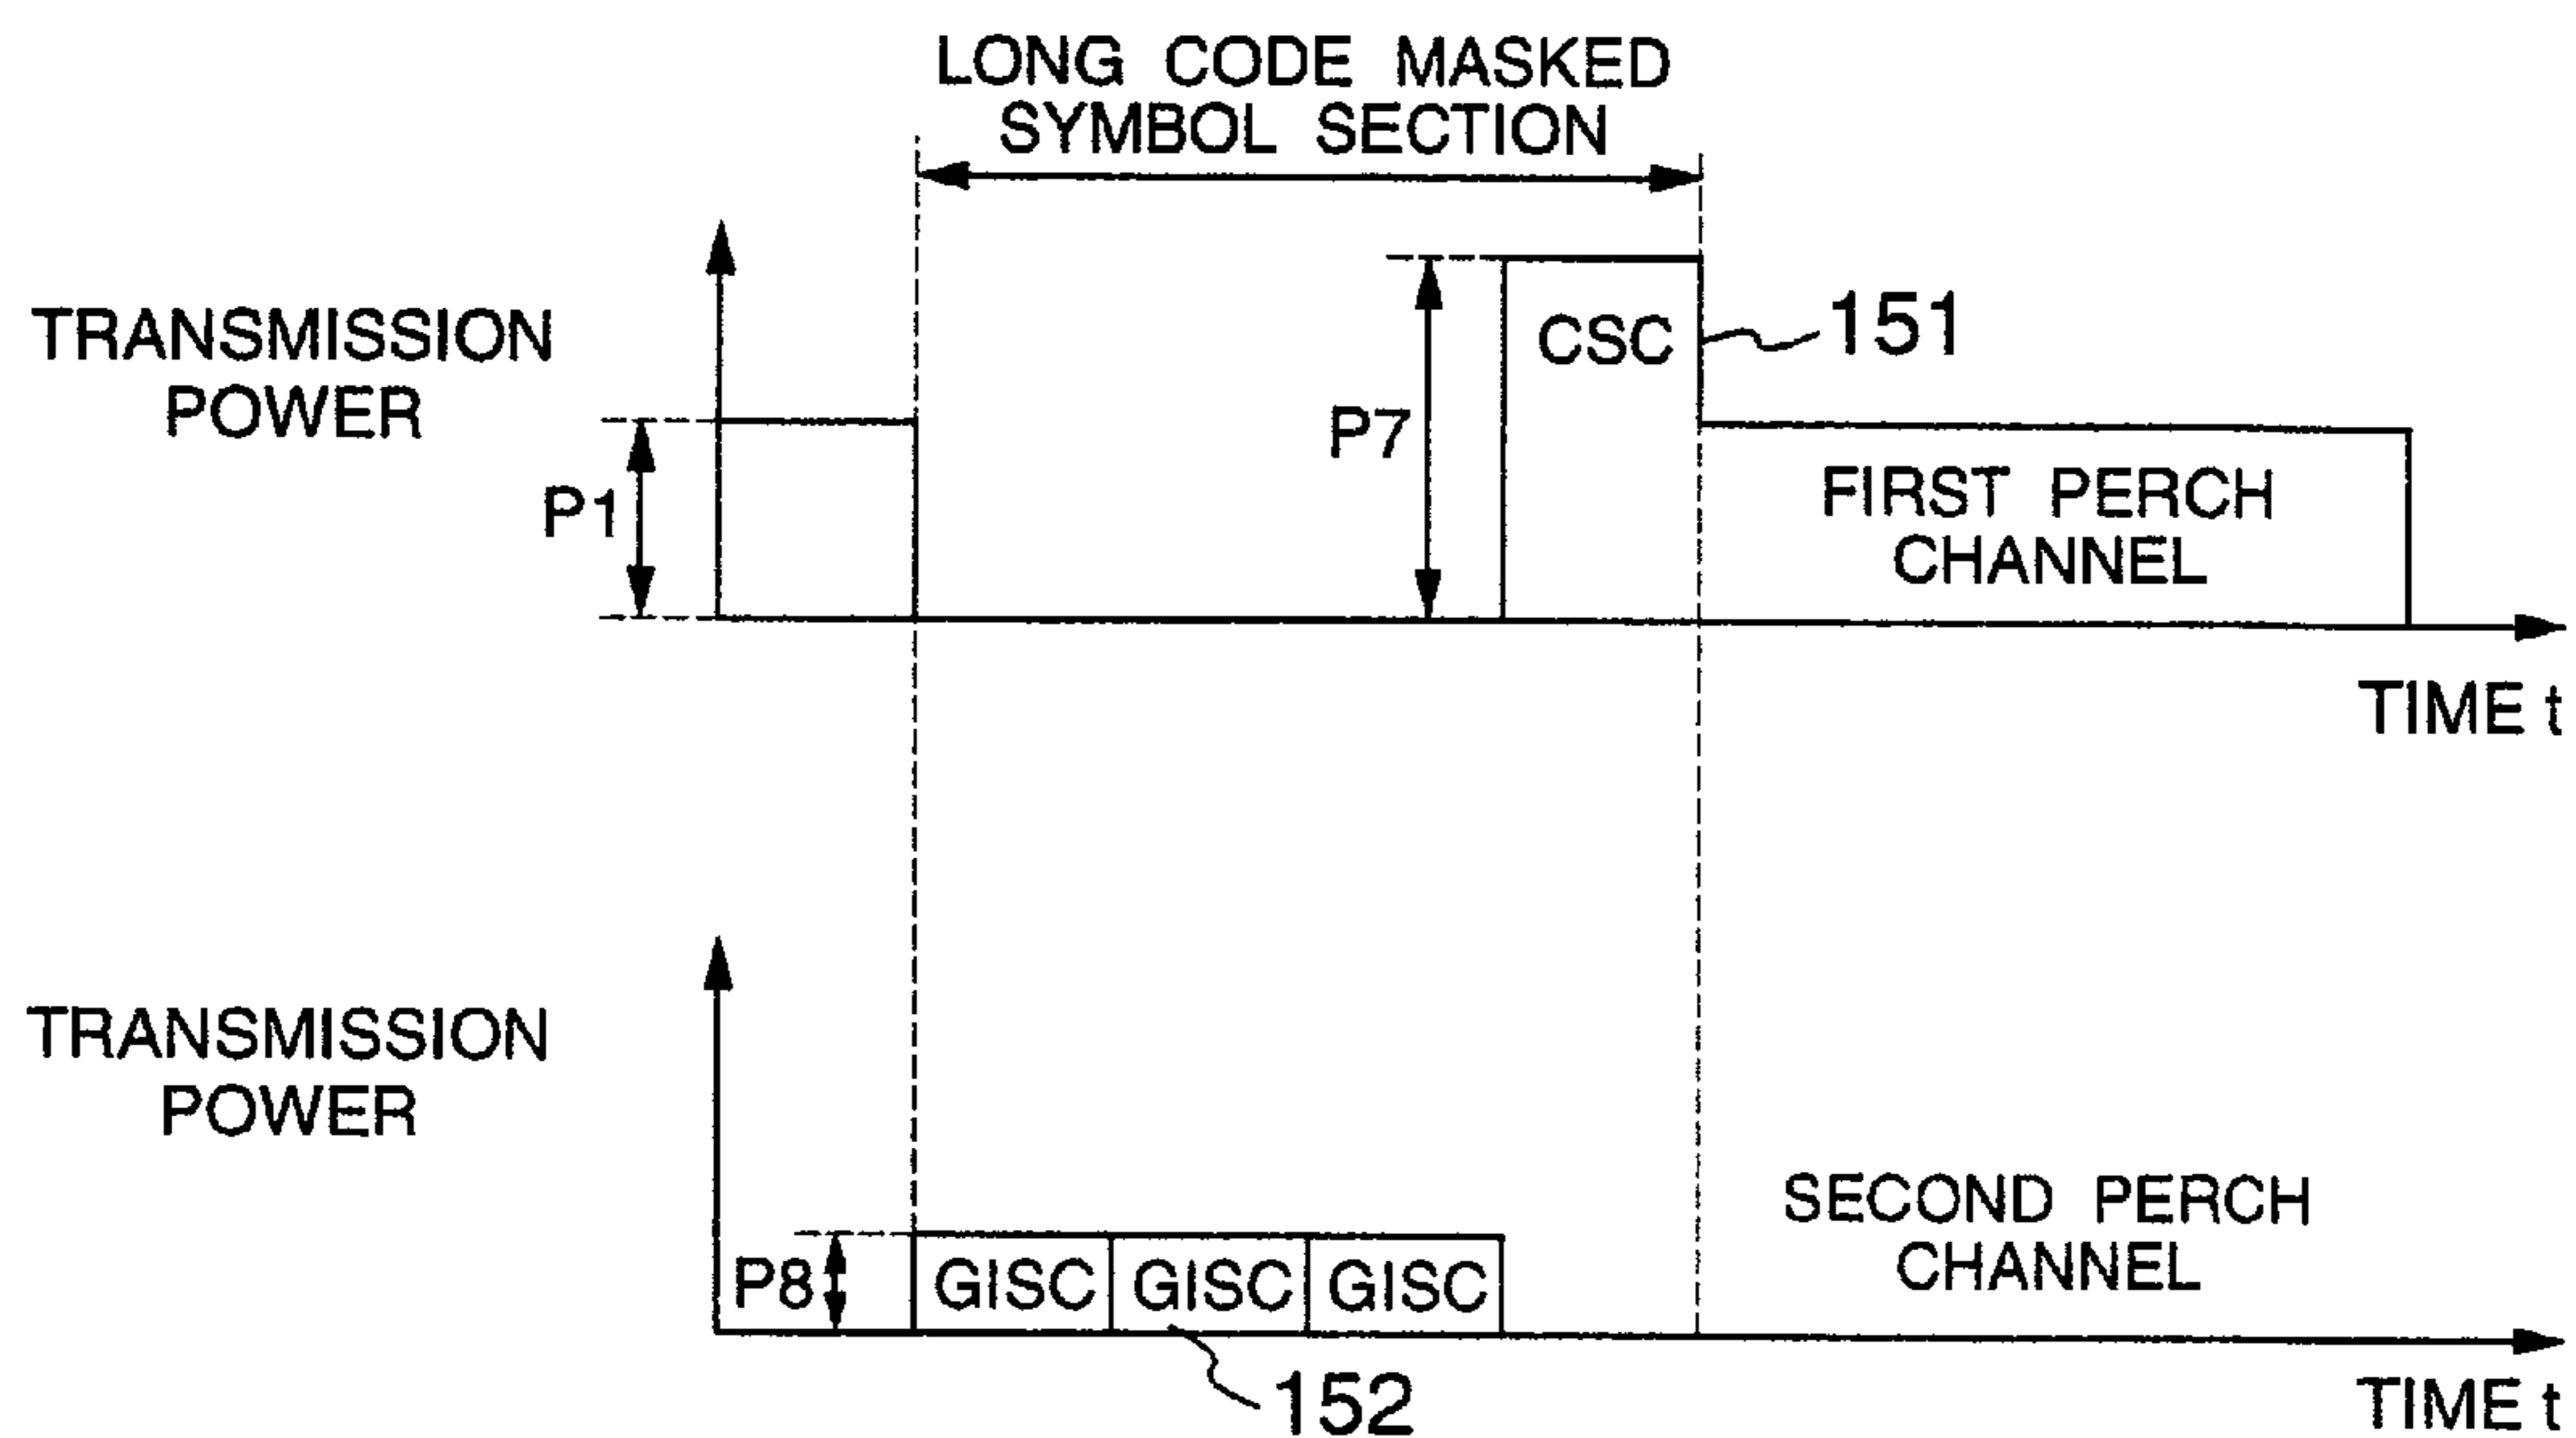 LONG CODE MASKED
SYMBOL SECTION
TRANSMISSION
POWER
P1
P7
CSC
151
FIRST PERCH
CHANNEL
TIME t
TRANSMISSION
POWER
P8
GISC GISC GISC
152
SECOND PERCH
CHANNEL
TIME t